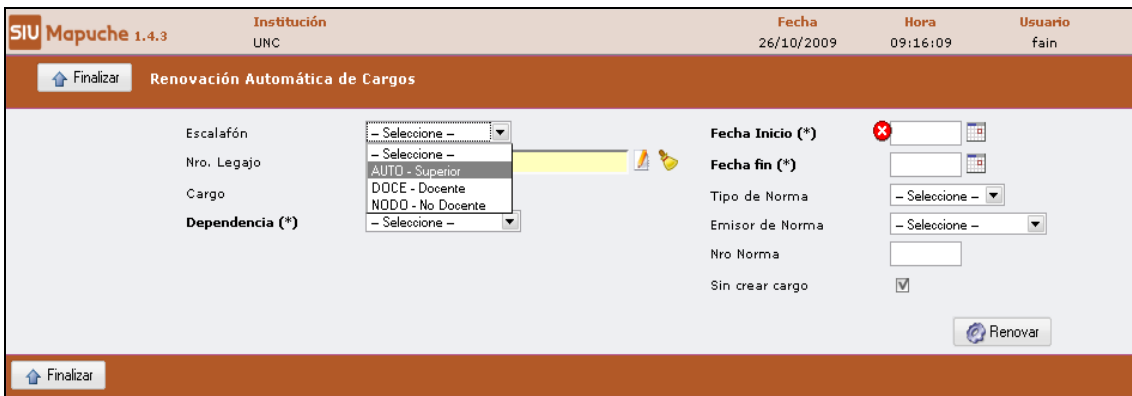 SIU Mapuche 1.4.3
Institución
UNC
Fecha
26/10/2009
Hora
09:16:09
Usuario
fain
Finalizar
Renovación Automática de Cargos
Escalafón
– Seleccione –
– Seleccione –
AUTO - Superior
DOCE - Docente
NODO - No Docente
Nro. Legajo
Cargo
Dependencia (*)
– Seleccione –
Fecha Inicio (*)
Fecha fin (*)
Tipo de Norma
– Seleccione –
Emisor de Norma
– Seleccione –
Nro Norma
Sin crear cargo
Renovar
Finalizar